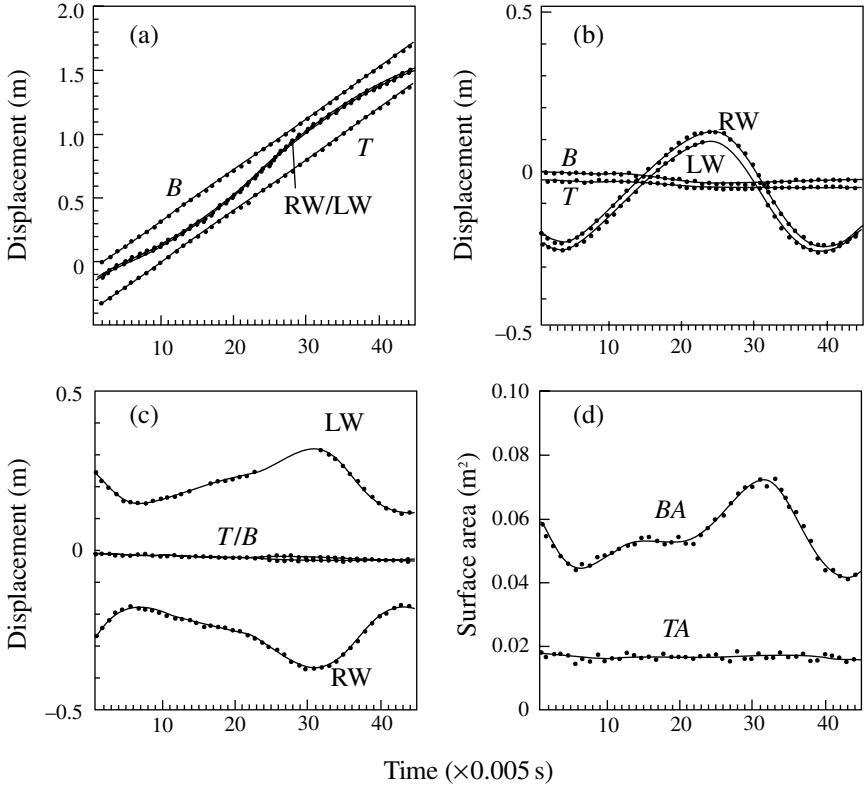 (a)
Displacement (m)
2.0
1.5
1.0
0.5
0
B
T
RW/LW
10 20 30 40
(b)
Displacement (m)
0.5
0
–0.5
B
T
RW
LW
10 20 30 40
(c)
Displacement (m)
0.5
0
–0.5
LW
T/B
RW
10 20 30 40
(d)
Surface area (m²)
0.10
0.08
0.06
0.04
0.02
0
BA
TA
10 20 30 40
Time (×0.005 s)